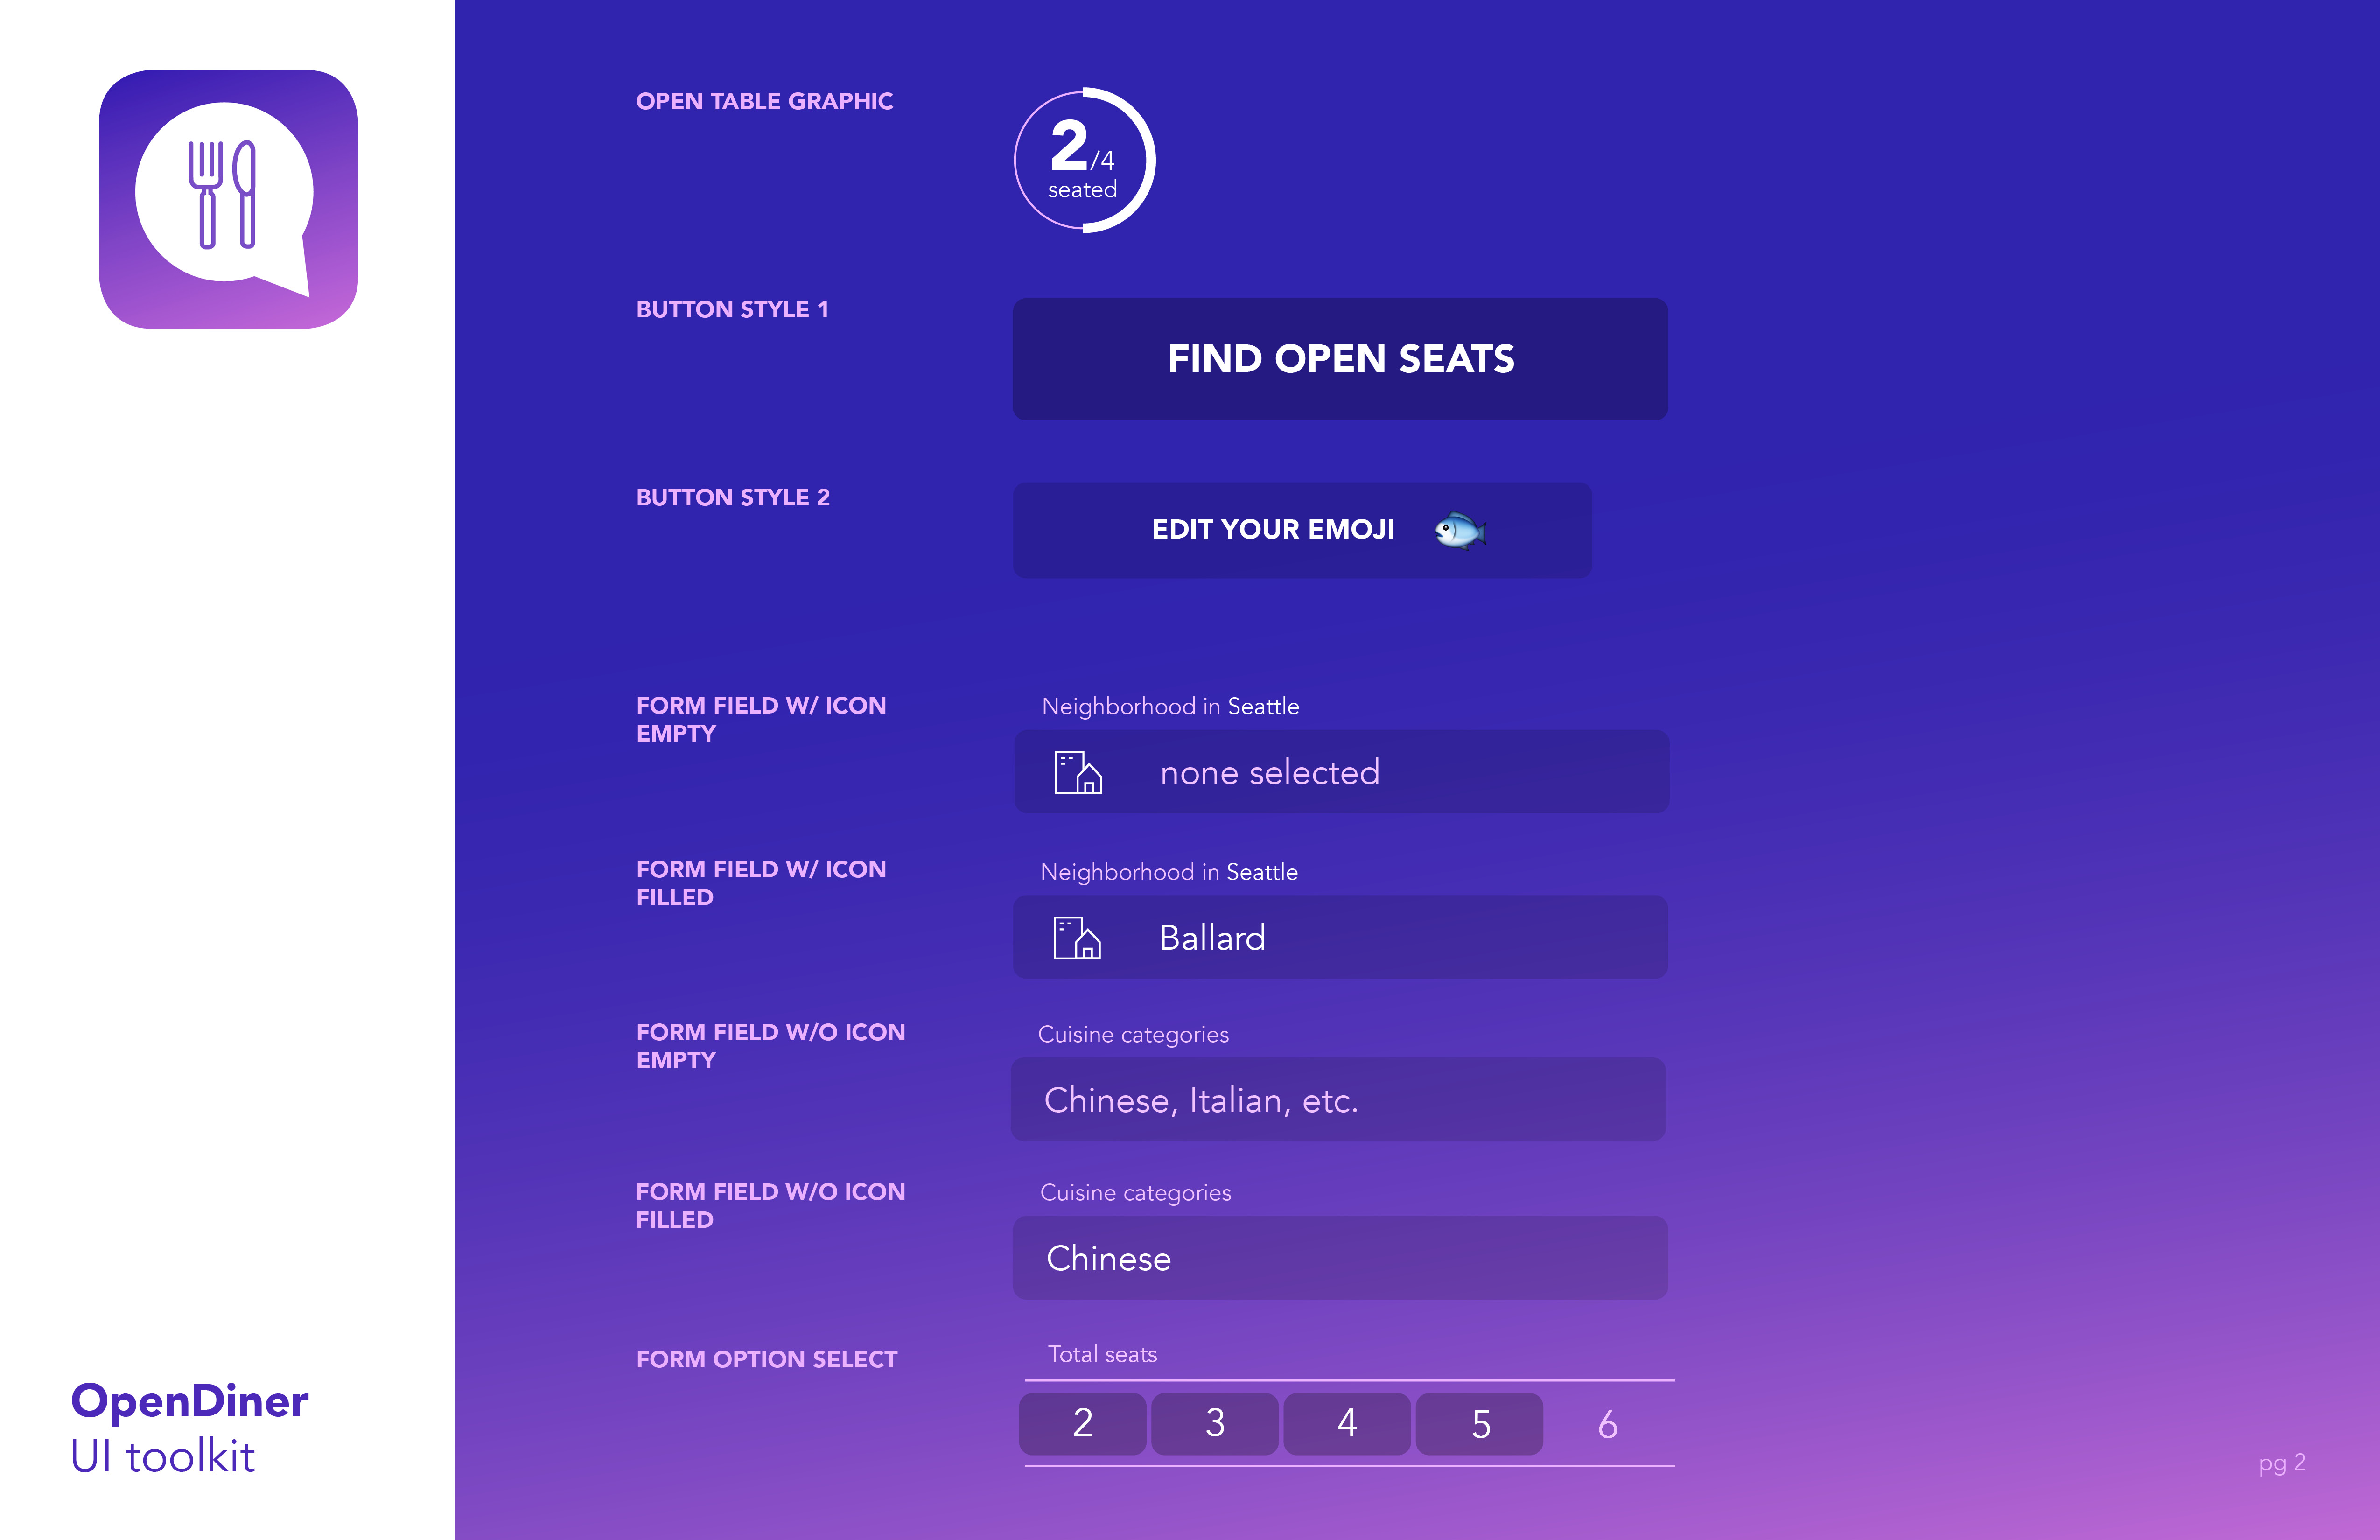 OPEN TABLE GRAPHIC
2/4
seated
BUTTON STYLE 1
FIND OPEN SEATS
BUTTON STYLE 2
EDIT YOUR EMOJI 🐟
FORM FIELD W/ ICON
EMPTY
Neighborhood in Seattle
none selected
FORM FIELD W/ ICON
FILLED
Neighborhood in Seattle
Ballard
FORM FIELD W/O ICON
EMPTY
Cuisine categories
Chinese, Italian, etc.
FORM FIELD W/O ICON
FILLED
Cuisine categories
Chinese
FORM OPTION SELECT
Total seats
2 3 4 5 6
OpenDiner
UI toolkit
pg 2